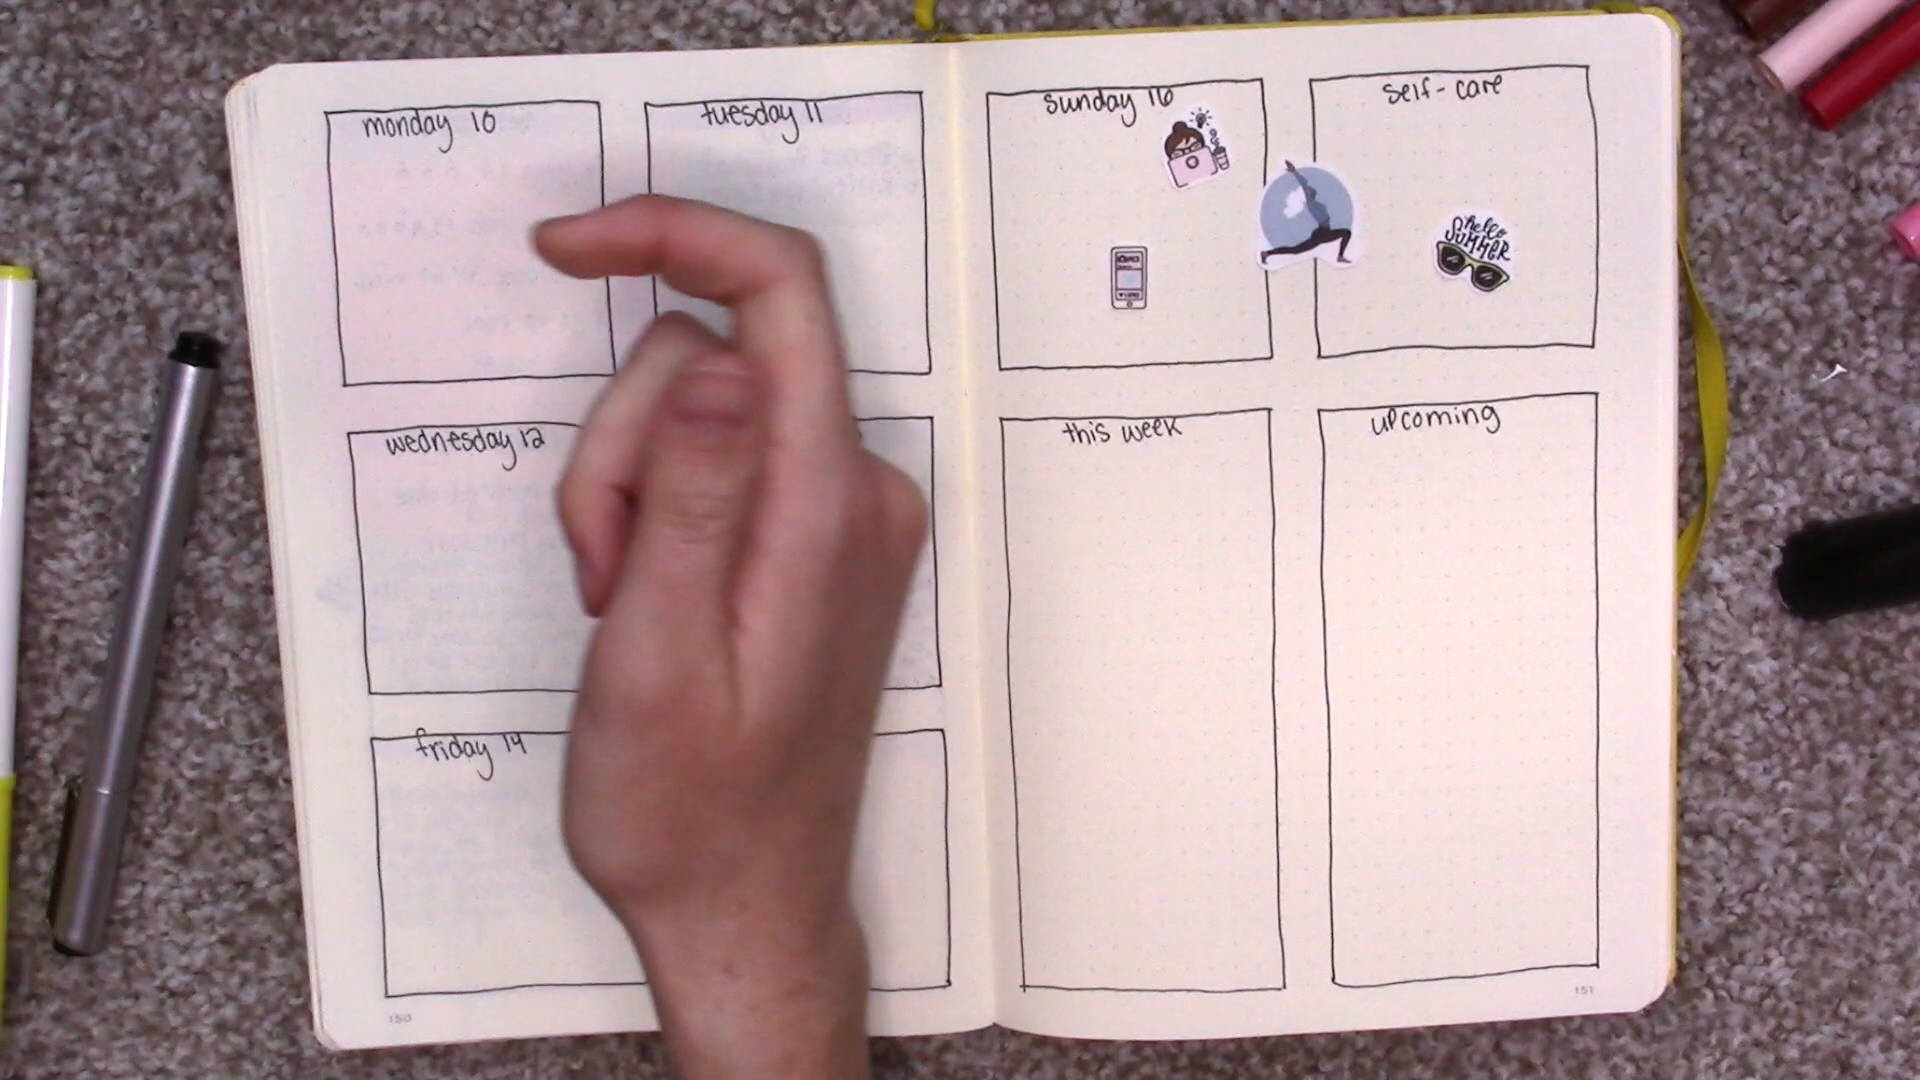 monday 10
tuesday 11
wednesday 12
friday 14
150
sunday 16
self-care
hello
SUMMER
this week
upcoming
151